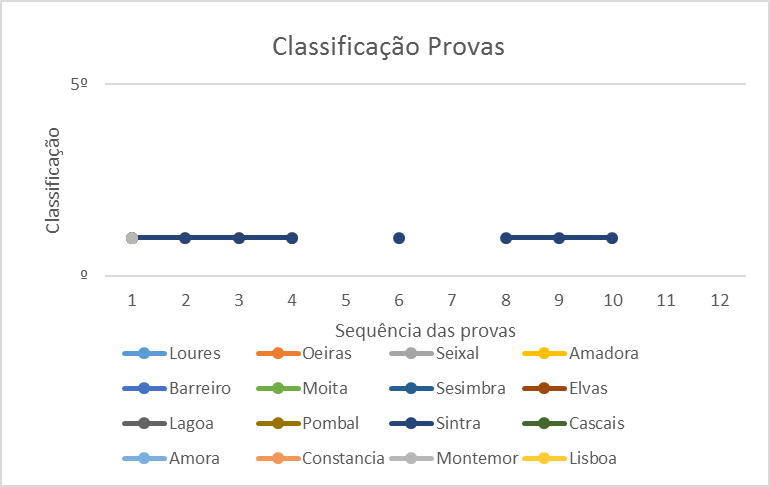 Classificação Provas
5º
Classificação
º
1 2 3 4 5 6 7 8 9 10 11 12
Sequência das provas
Loures Oeiras Seixal Amadora
Barreiro Moita Sesimbra Elvas
Lagoa Pombal Sintra Cascais
Amora Constancia Montemor Lisboa